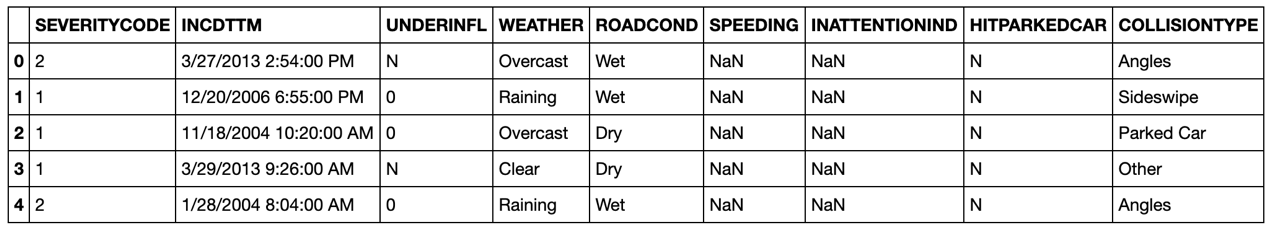 SEVERITYCODE INCDTTM UNDERINFL WEATHER ROADCOND SPEEDING INATTENTIONIND HITPARKEDCAR COLLISIONTYPE
0 2 3/27/2013 2:54:00 PM N Overcast Wet NaN NaN N Angles
1 1 12/20/2006 6:55:00 PM 0 Raining Wet NaN NaN N Sideswipe
2 1 11/18/2004 10:20:00 AM 0 Overcast Dry NaN NaN N Parked Car
3 1 3/29/2013 9:26:00 AM N Clear Dry NaN NaN N Other
4 2 1/28/2004 8:04:00 AM 0 Raining Wet NaN NaN N Angles